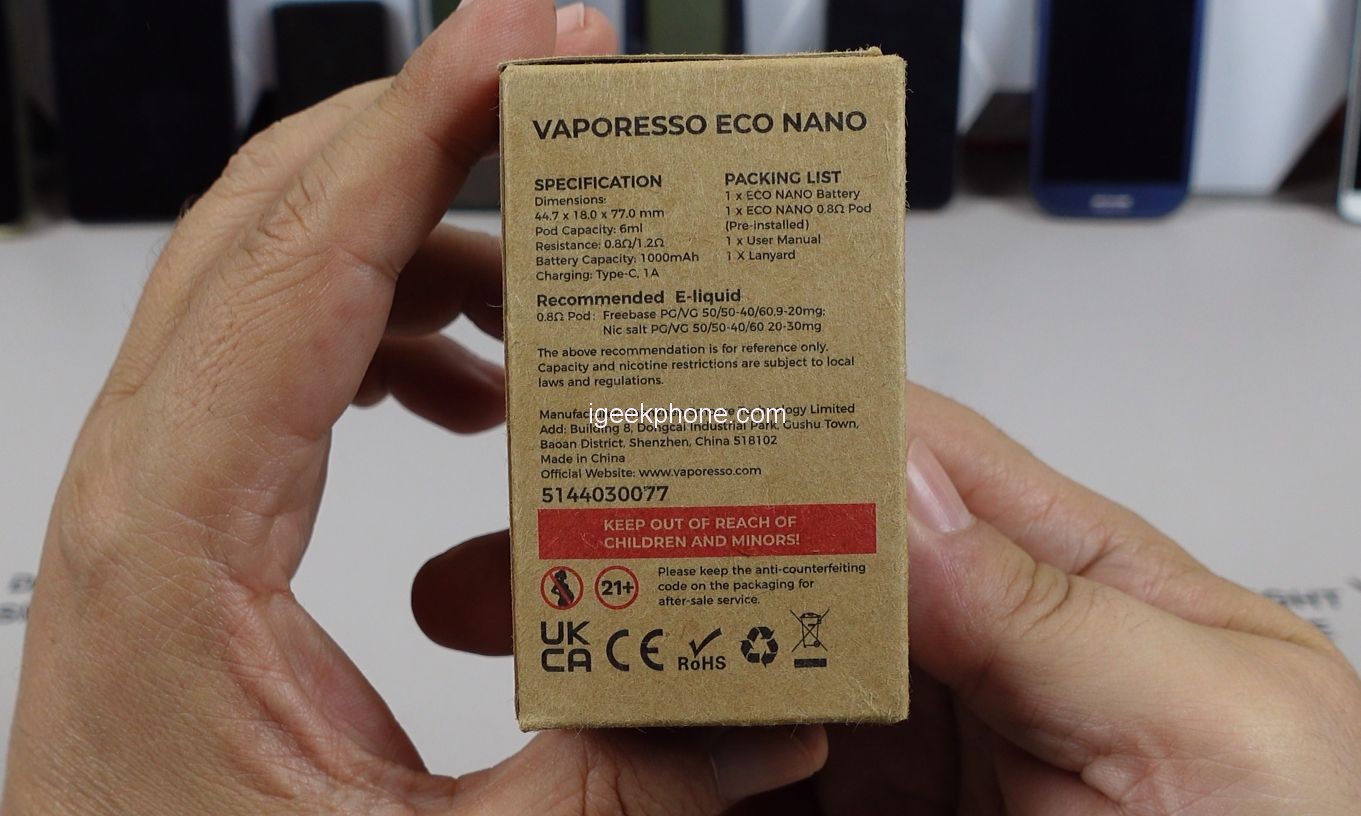 VAPORESSO ECO NANO
SPECIFICATION
Dimensions:
44.7 x 18.0 x 77.0 mm
Pod Capacity: 6ml
Resistance: 0.8Ω/1.2Ω
Battery Capacity: 1000mAh
Charging: Type-C, 1A
PACKING LIST
1 x ECO NANO Battery
1 x ECO NANO 0.8Ω Pod
(Pre-installed)
1 x User Manual
1 X Lanyard
Recommended E-liquid
0.8Ω Pod: Freebase PG/VG 50/50-40/60,9-20mg;
Nic salt PG/VG 50/50-40/60 20-30mg
The above recommendation is for reference only.
Capacity and nicotine restrictions are subject to local
laws and regulations.
Technology Limited
igeekphone.com
Add: Building 8, Dongcai Industrial Park, Gushu Town,
Baoan District, Shenzhen, China 518102
Made in China
Official Website: www.vaporesso.com
5144030077
KEEP OUT OF REACH OF
CHILDREN AND MINORS!
21+
Please keep the anti-counterfeiting
code on the packaging for
after-sale service.
UK
CA
CE
RoHS